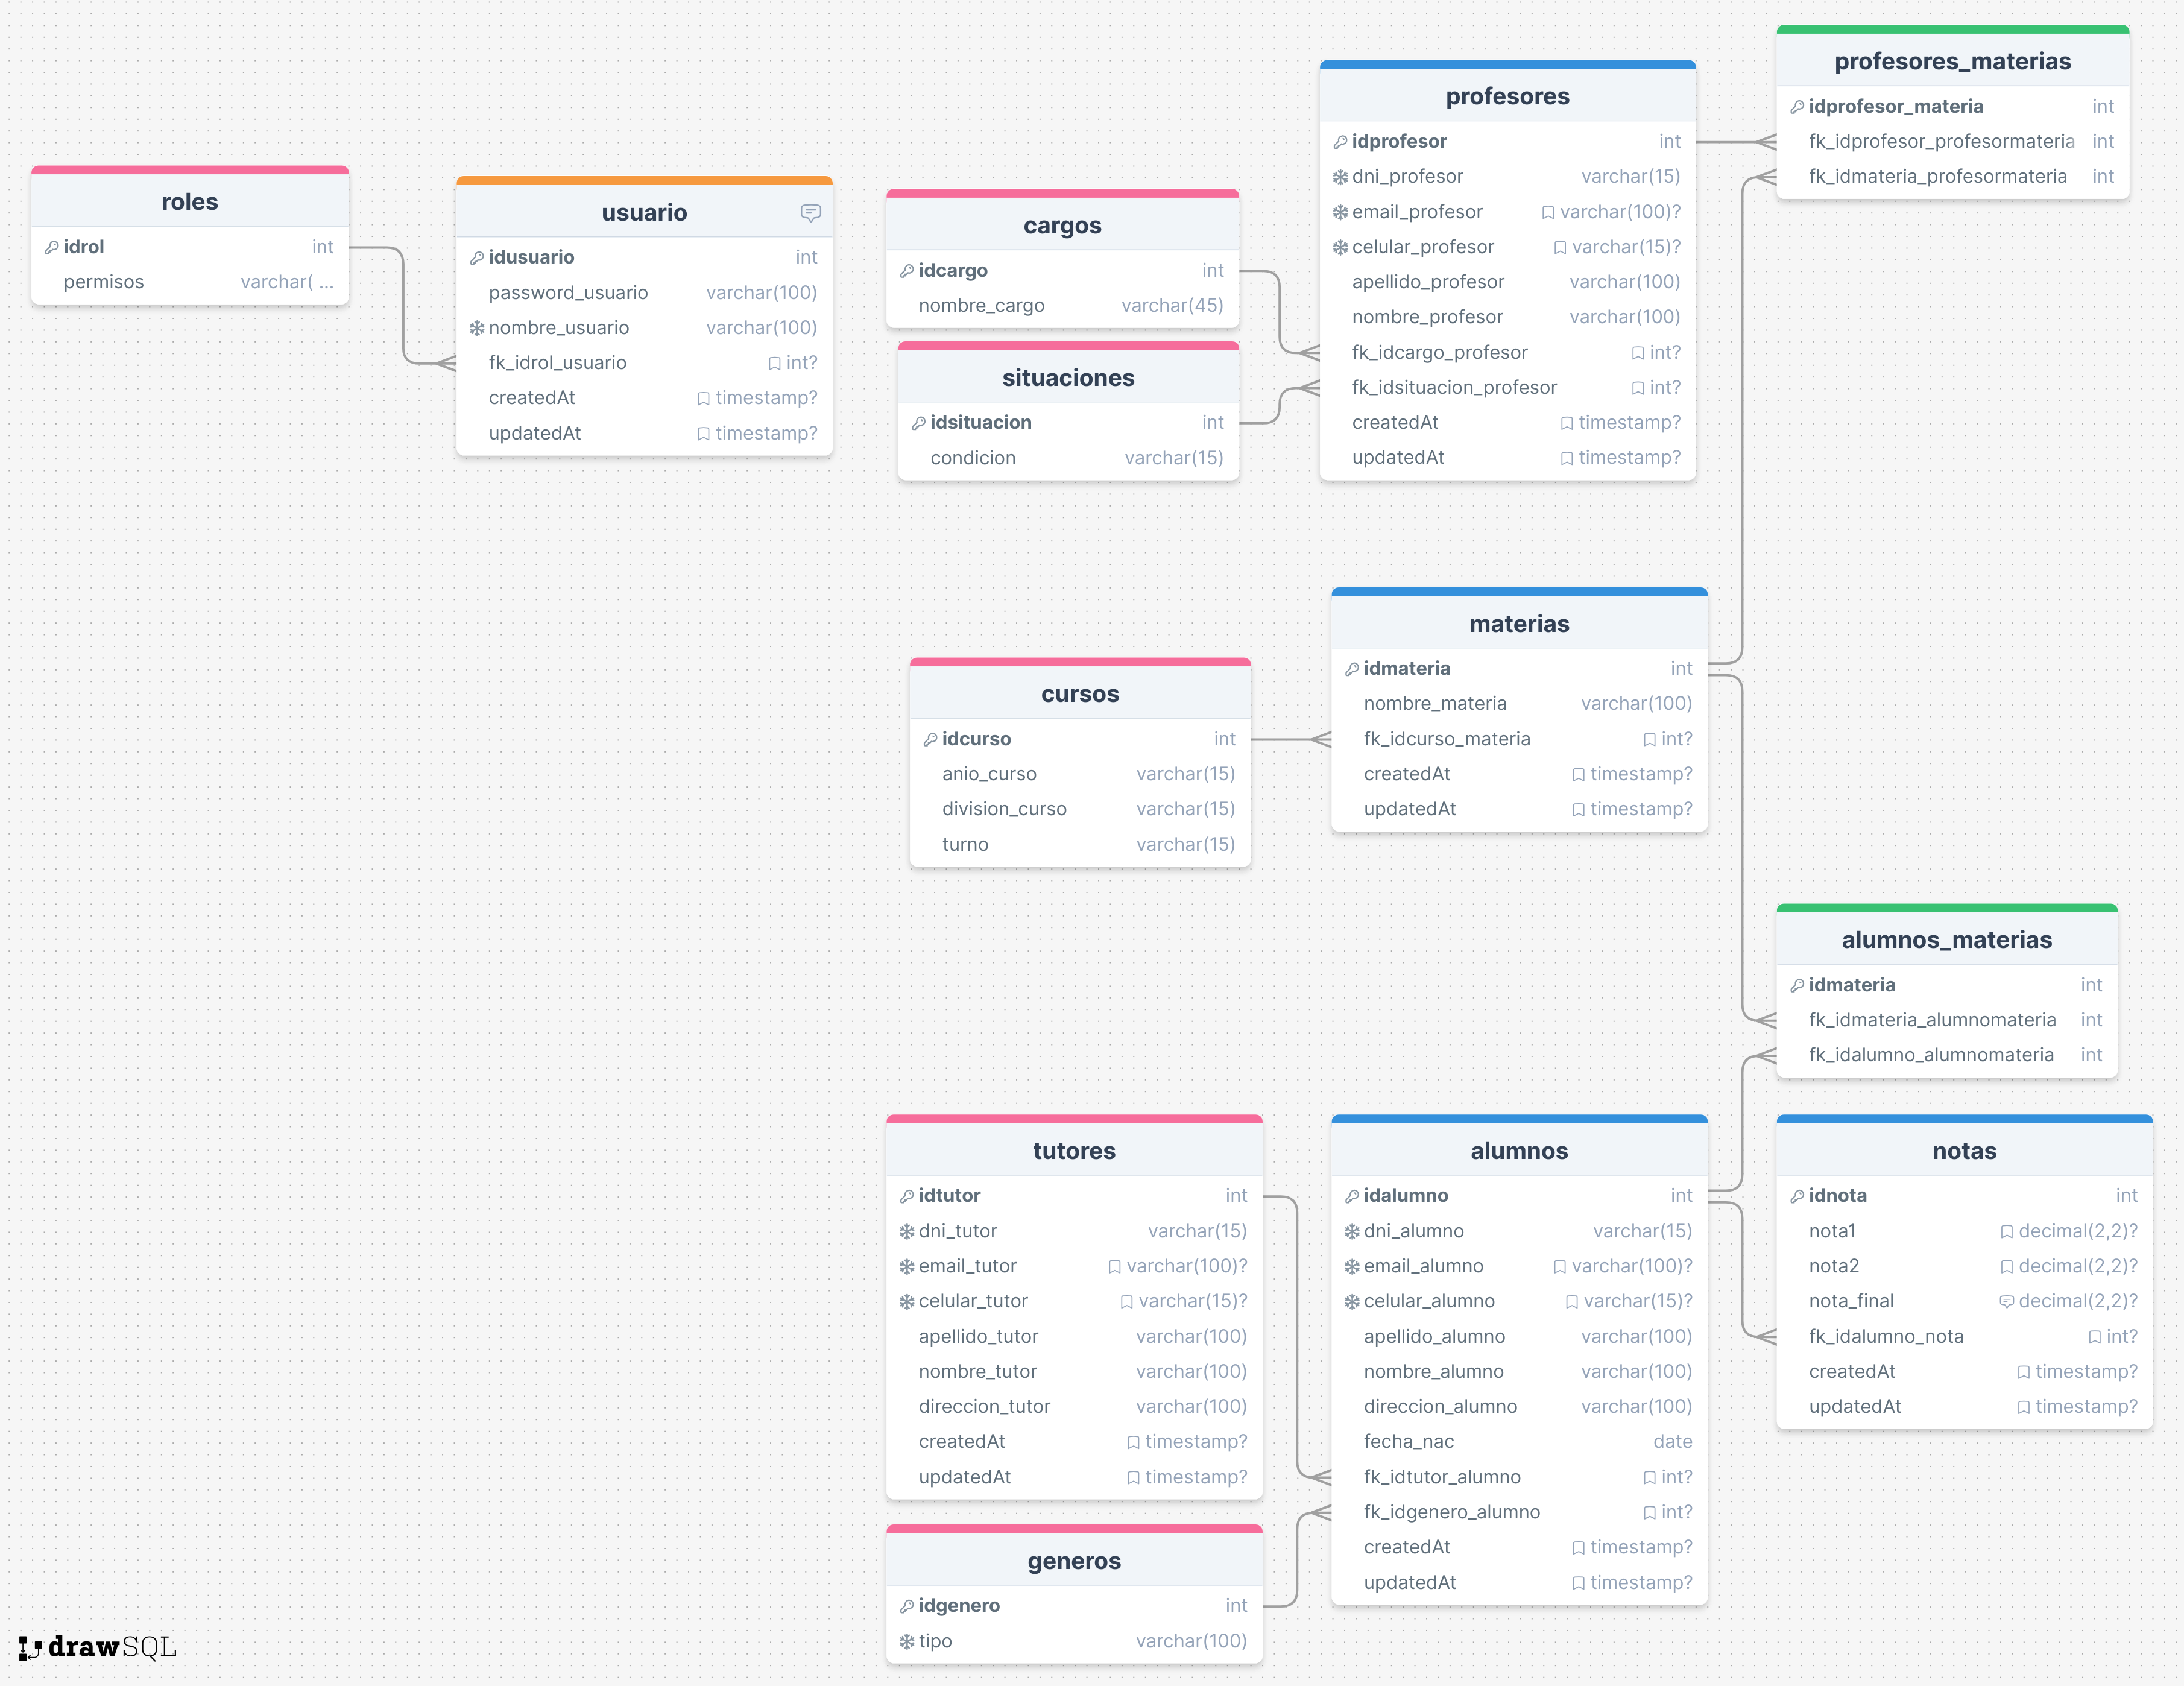 roles
idrol int
permisos varchar( ...
usuario
idusuario int
password_usuario varchar(100)
nombre_usuario varchar(100)
fk_idrol_usuario int?
createdAt timestamp?
updatedAt timestamp?
cargos
idcargo int
nombre_cargo varchar(45)
situaciones
idsituacion int
condicion varchar(15)
profesores
idprofesor int
dni_profesor varchar(15)
email_profesor varchar(100)?
celular_profesor varchar(15)?
apellido_profesor varchar(100)
nombre_profesor varchar(100)
fk_idcargo_profesor int?
fk_idsituacion_profesor int?
createdAt timestamp?
updatedAt timestamp?
profesores_materias
idprofesor_materia int
fk_idprofesor_profesormateria int
fk_idmateria_profesormateria int
cursos
idcurso int
anio_curso varchar(15)
division_curso varchar(15)
turno varchar(15)
materias
idmateria int
nombre_materia varchar(100)
fk_idcurso_materia int?
createdAt timestamp?
updatedAt timestamp?
alumnos_materias
idmateria int
fk_idmateria_alumnomateria int
fk_idalumno_alumnomateria int
tutores
idtutor int
dni_tutor varchar(15)
email_tutor varchar(100)?
celular_tutor varchar(15)?
apellido_tutor varchar(100)
nombre_tutor varchar(100)
direccion_tutor varchar(100)
createdAt timestamp?
updatedAt timestamp?
generos
idgenero int
tipo varchar(100)
alumnos
idalumno int
dni_alumno varchar(15)
email_alumno varchar(100)?
celular_alumno varchar(15)?
apellido_alumno varchar(100)
nombre_alumno varchar(100)
direccion_alumno varchar(100)
fecha_nac date
fk_idtutor_alumno int?
fk_idgenero_alumno int?
createdAt timestamp?
updatedAt timestamp?
notas
idnota int
nota1 decimal(2,2)?
nota2 decimal(2,2)?
nota_final decimal(2,2)?
fk_idalumno_nota int?
createdAt timestamp?
updatedAt timestamp?
drawSQL